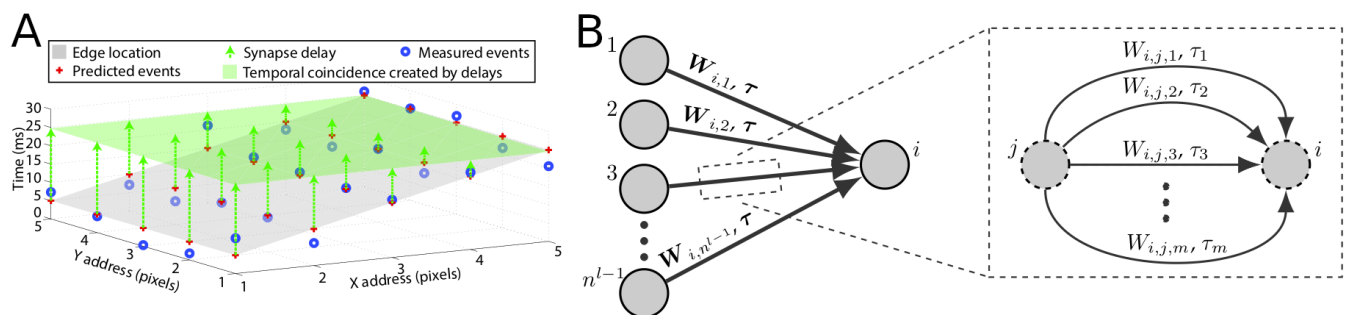 A
Edge location
Synapse delay
Measured events
Predicted events
Temporal coincidence created by delays
30
25
20
15
10
5
0
Time (ms)
5
4
3
2
1
Y address (pixels)
1
2
3
4
5
X address (pixels)
B
1
2
3
n^{l−1}
W_{i,1}, τ
W_{i,2}, τ
W_{i,n^{l−1}}, τ
i
j
i
W_{i,j,1}, τ_1
W_{i,j,2}, τ_2
W_{i,j,3}, τ_3
W_{i,j,m}, τ_m